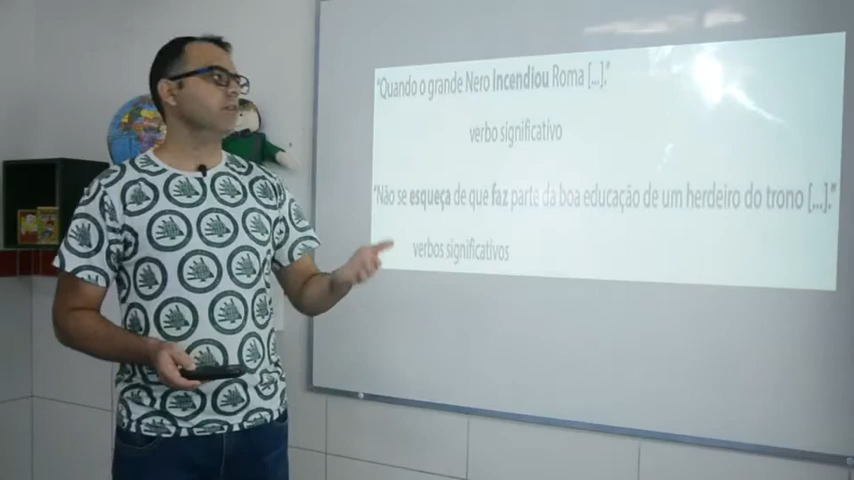 “Quando o grande Nero Incendiou Roma [...].”
verbo significativo
“Não se esqueça de que faz parte da boa educação de um herdeiro do trono [...].”
verbos significativos